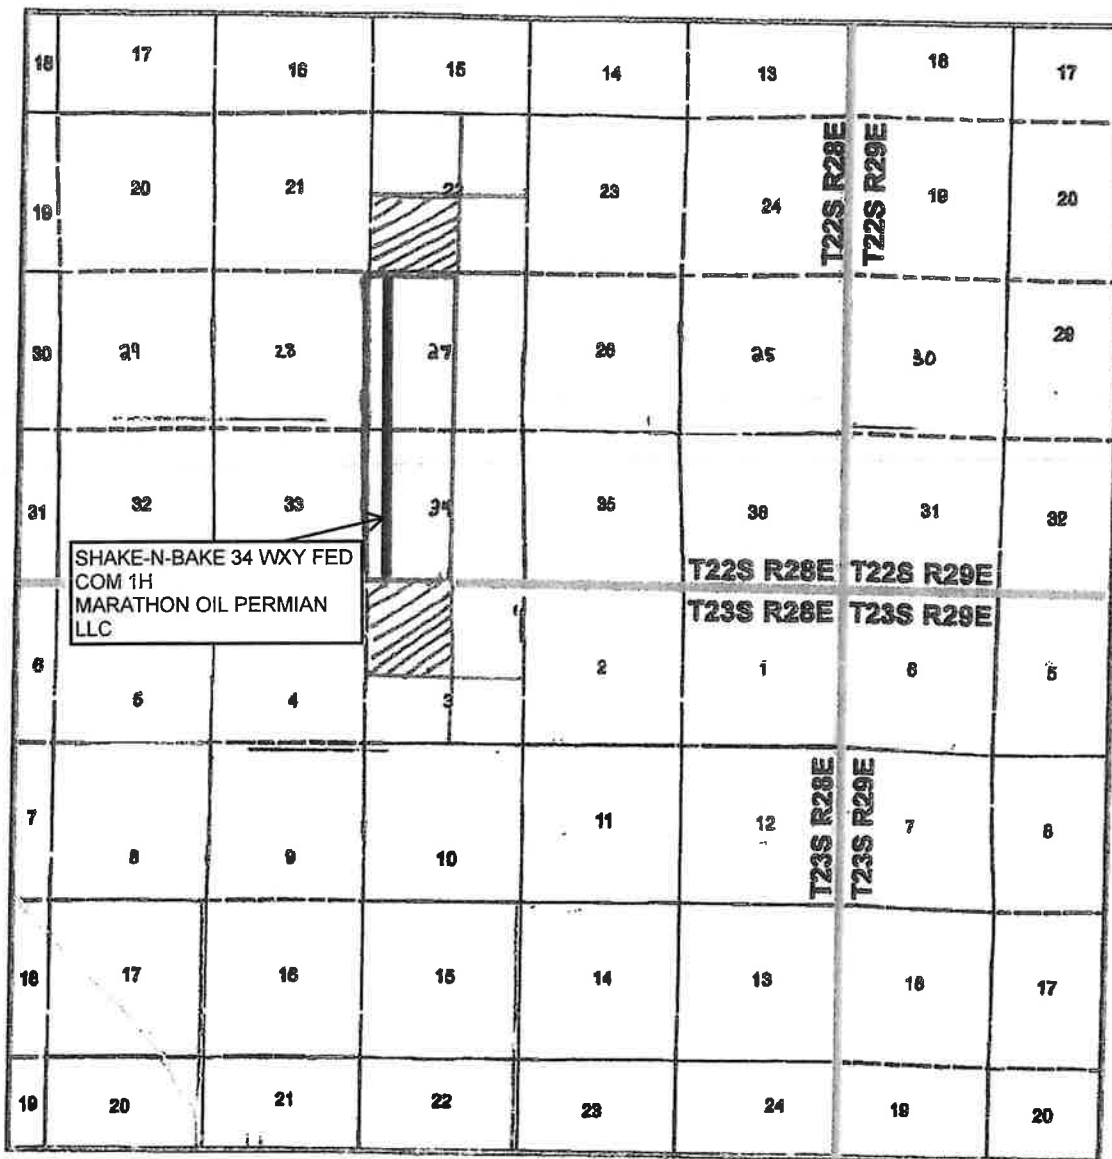 18 17 16 15 14 13 18 17
19 20 21 22 23 24 19 20
T22S R28E
T22S R29E
30 29 28 27 26 25 30 29
31 32 33 34 35 36 31 32
SHAKE-N-BAKE 34 WXY FED
COM 1H
MARATHON OIL PERMIAN
LLC
T22S R28E T22S R29E
T23S R28E T23S R29E
6 5 4 3 2 1 6 5
T23S R28E
T23S R29E
7 8 9 10 11 12 7 8
18 17 16 15 14 13 18 17
19 20 21 22 23 24 19 20